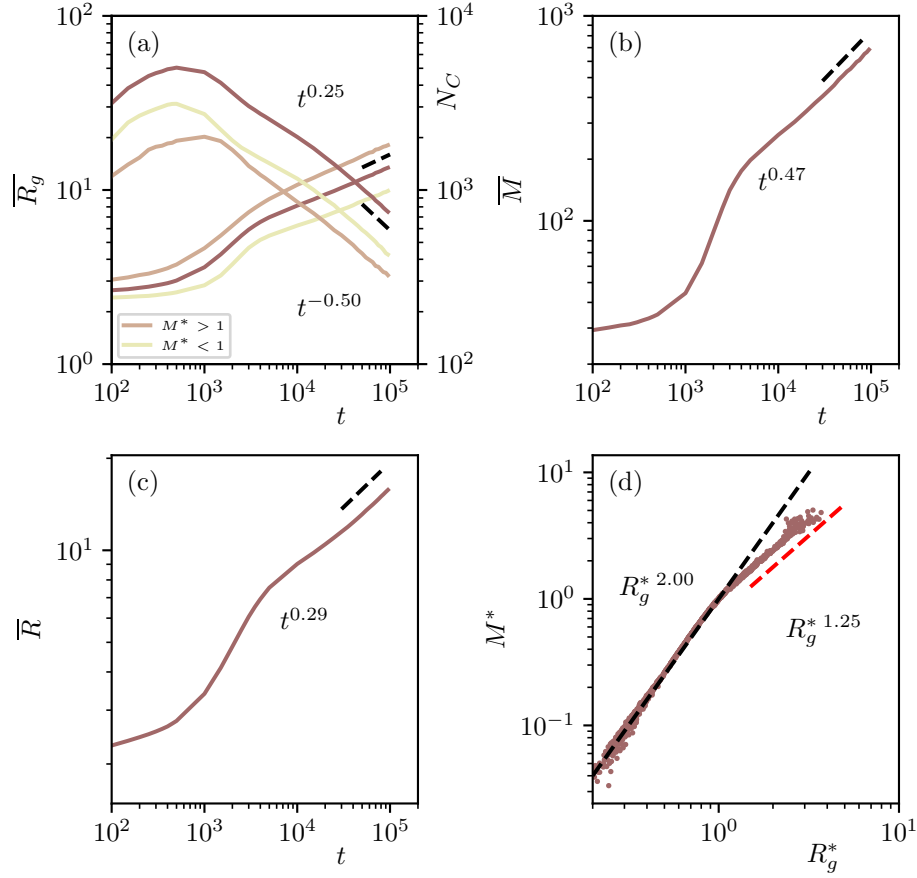 (a)
10^2
10^1
10^0
\overline{R_g}
10^4
10^3
10^2
N_C
t^{0.25}
t^{-0.50}
M^* > 1
M^* < 1
10^2 10^3 10^4 10^5
t
(b)
10^3
10^2
\overline{M}
t^{0.47}
10^2 10^3 10^4 10^5
t
(c)
10^1
\overline{R}
t^{0.29}
10^2 10^3 10^4 10^5
t
(d)
10^1
10^0
10^{-1}
M^*
R_g^{* 2.00}
R_g^{* 1.25}
10^0 10^1
R_g^*